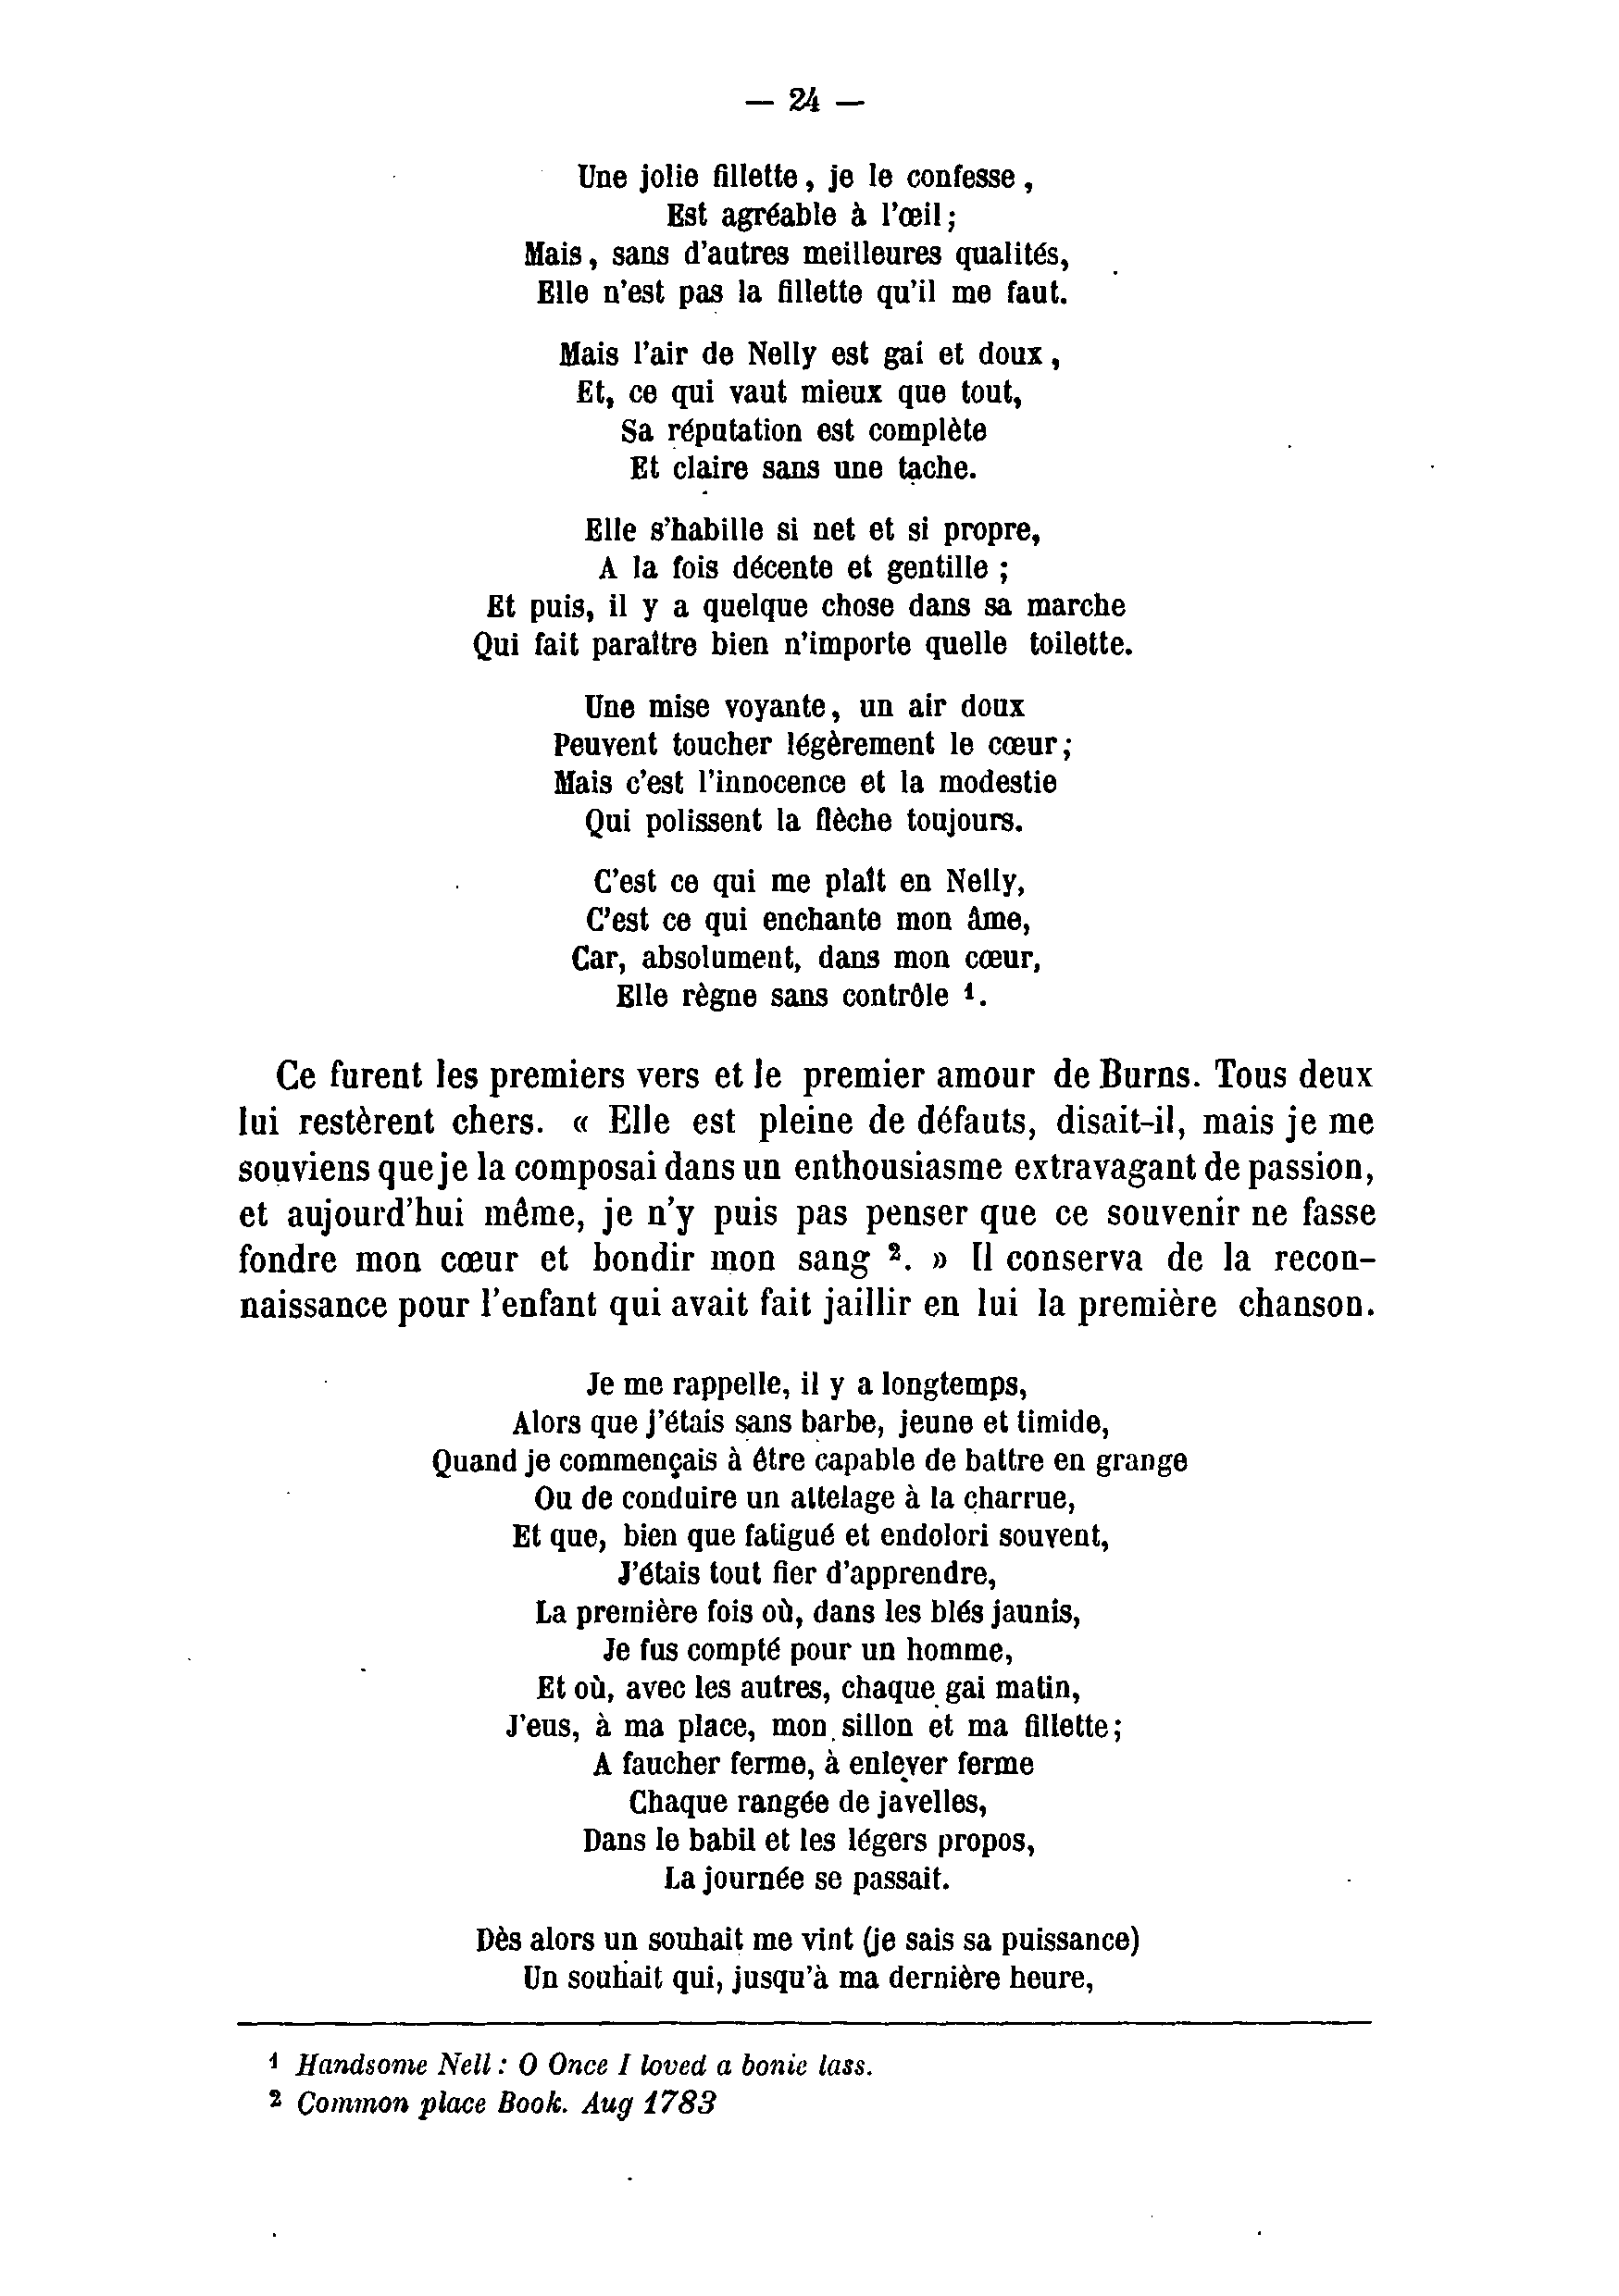 — 24 —
Une jolie fillette, je le confesse,
Est agréable à l'œil;
Mais, sans d'autres meilleures qualités,
Elle n'est pas la fillette qu'il me faut.
Mais l'air de Nelly est gai et doux,
Et, ce qui vaut mieux que tout,
Sa réputation est complète
Et claire sans une tache.
Elle s'habille si net et si propre,
A la fois décente et gentille ;
Et puis, il y a quelque chose dans sa marche
Qui fait paraître bien n'importe quelle toilette.
Une mise voyante, un air doux
Peuvent toucher légèrement le cœur;
Mais c'est l'innocence et la modestie
Qui polissent la flèche toujours.
C'est ce qui me plaît en Nelly,
C'est ce qui enchante mon âme,
Car, absolument, dans mon cœur,
Elle règne sans contrôle ¹.
Ce furent les premiers vers et le premier amour de Burns. Tous deux
lui restèrent chers. « Elle est pleine de défauts, disait-il, mais je me
souviens que je la composai dans un enthousiasme extravagant de passion,
et aujourd'hui même, je n'y puis pas penser que ce souvenir ne fasse
fondre mon cœur et bondir mon sang ². » Il conserva de la recon-
naissance pour l'enfant qui avait fait jaillir en lui la première chanson.
Je me rappelle, il y a longtemps,
Alors que j'étais sans barbe, jeune et timide,
Quand je commençais à être capable de battre en grange
Ou de conduire un attelage à la charrue,
Et que, bien que fatigué et endolori souvent,
J'étais tout fier d'apprendre,
La première fois où, dans les blés jaunis,
Je fus compté pour un homme,
Et où, avec les autres, chaque gai matin,
J'eus, à ma place, mon sillon et ma fillette;
A faucher ferme, à enlever ferme
Chaque rangée de javelles,
Dans le babil et les légers propos,
La journée se passait.
Dès alors un souhait me vint (je sais sa puissance)
Un souhait qui, jusqu'à ma dernière heure,
¹ Handsome Nell : O Once I loved a bonie lass.
² Common place Book. Aug 1783